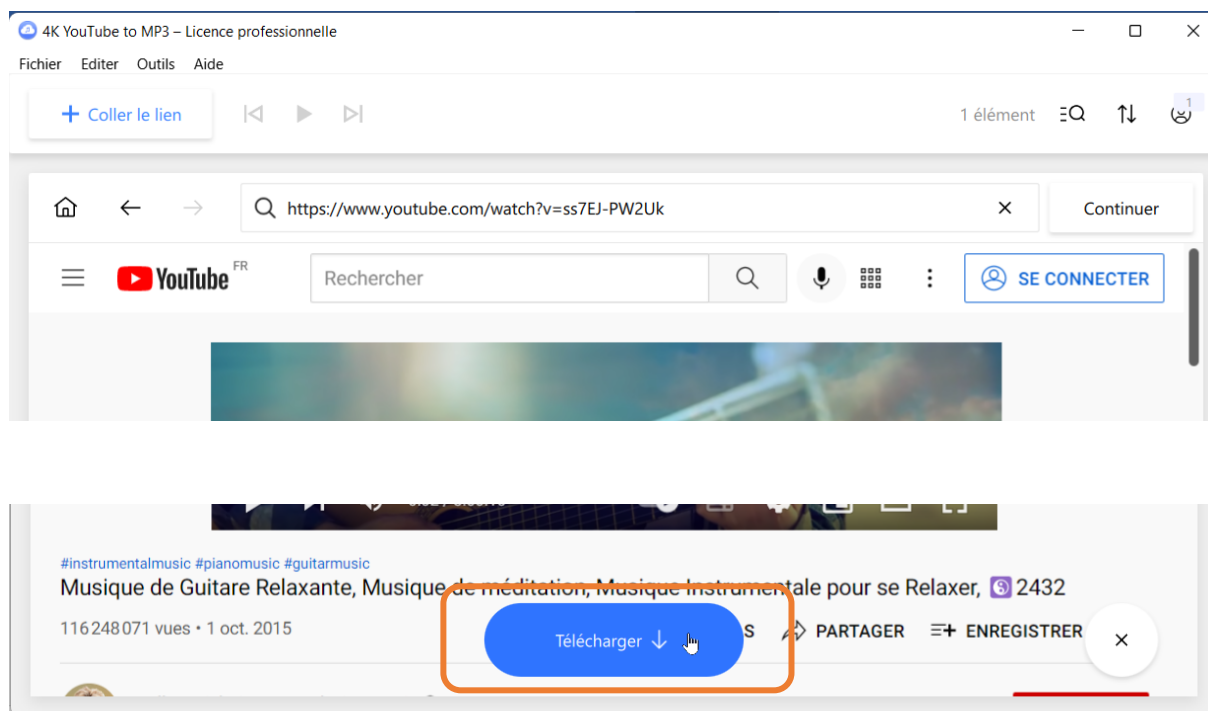 4K YouTube to MP3 – Licence professionnelle
Fichier Editer Outils Aide
Coller le lien
1 élément
1
https://www.youtube.com/watch?v=ss7EJ-PW2Uk
Continuer
YouTube FR
Rechercher
SE CONNECTER
#instrumentalmusic #pianomusic #guitarmusic
Musique de Guitare Relaxante, Musique de méditation, Musique Instrumentale pour se Relaxer, 2432
116 248 071 vues • 1 oct. 2015
Télécharger
S
PARTAGER
ENREGISTRER